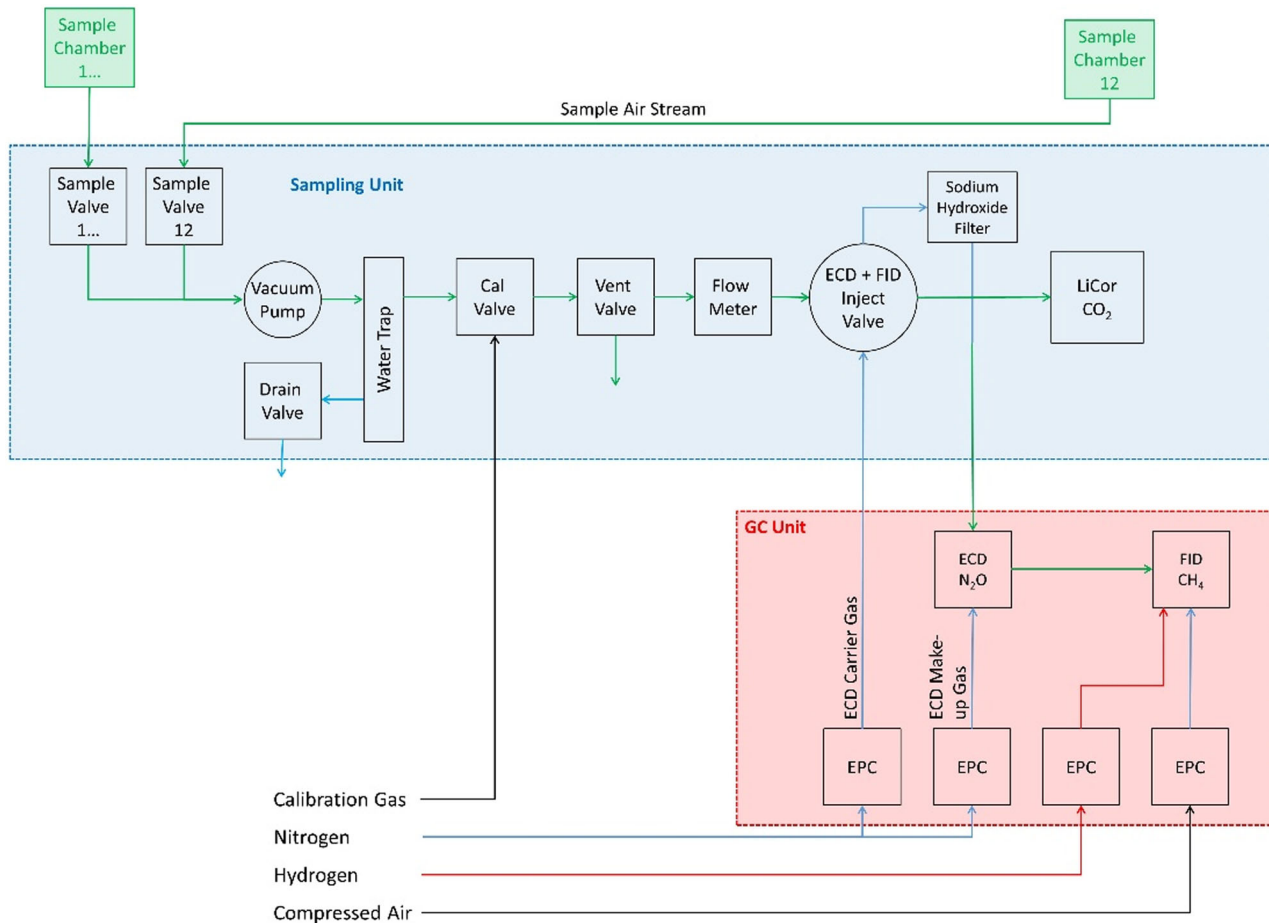 Sample
Chamber
1...
Sample
Chamber
12
Sample Air Stream
Sampling Unit
Sample
Valve
1...
Sample
Valve
12
Sodium
Hydroxide
Filter
Vacuum
Pump
Water Trap
Cal
Valve
Vent
Valve
Flow
Meter
ECD + FID
Inject
Valve
LiCor
CO₂
Drain
Valve
GC Unit
ECD
N₂O
FID
CH₄
ECD Carrier Gas
ECD Make-
up Gas
EPC
EPC
EPC
EPC
Calibration Gas
Nitrogen
Hydrogen
Compressed Air